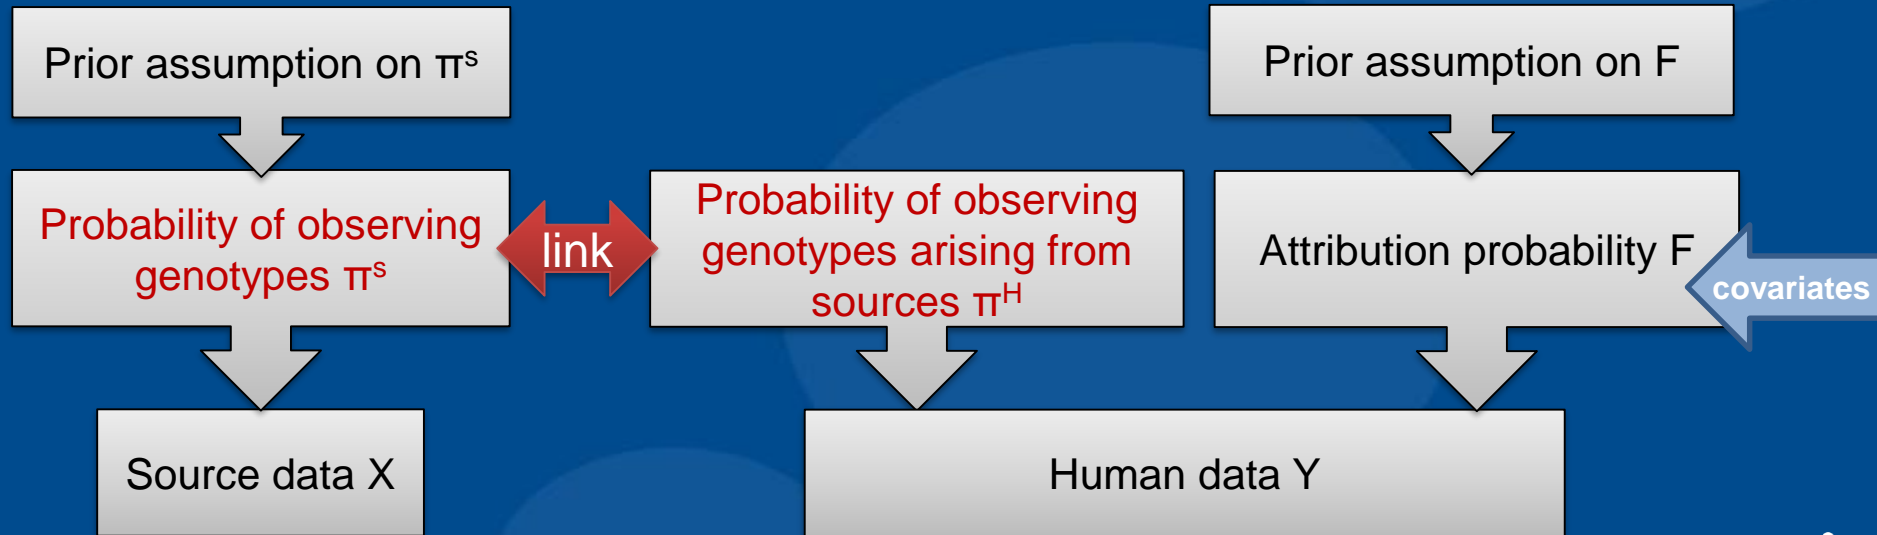 Prior assumption on πˢ
Prior assumption on F
Probability of observing
genotypes πˢ
link
Probability of observing
genotypes arising from
sources πᴴ
Attribution probability F
covariates
Source data X
Human data Y